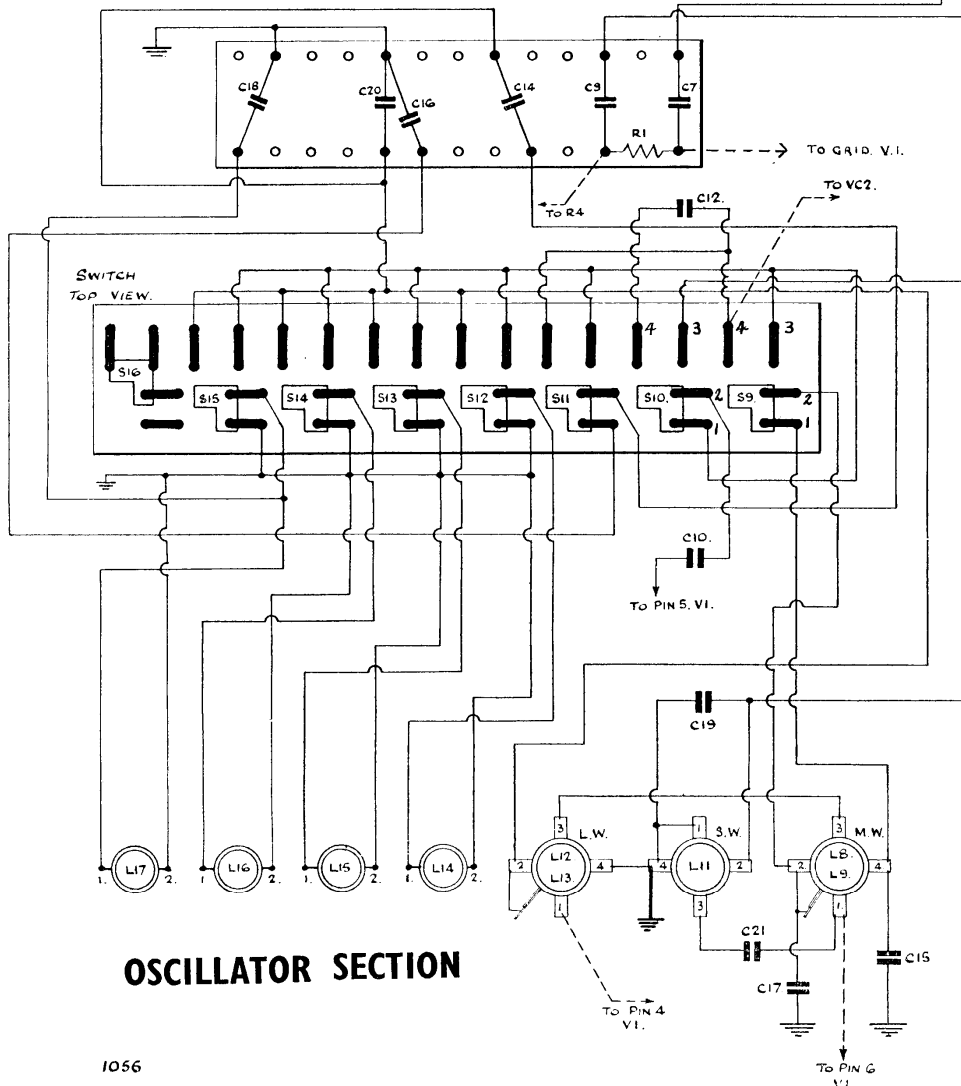 C18
C20
C16
C14
C9
C7
R1
TO GRID. V.1.
TO R4
TO VC2.
C12.
SWITCH
TOP VIEW.
4 3 4 3
S16
S15 S14 S13 S12 S11 S10. 2 S9. 2
1 1
C10.
TO PIN 5. V1.
C19
3 L.W. 1 S.W. 3 M.W.
L17 L16 L15 L14
1. 2. 1. 2. 1. 2. 1. 2.
2 L12 4 4 L11 2 2 L8. 4
L13. L9.
1 3 1.
C21
C15
C17
OSCILLATOR SECTION
TO PIN 4
V1.
1056
TO PIN 6
V1